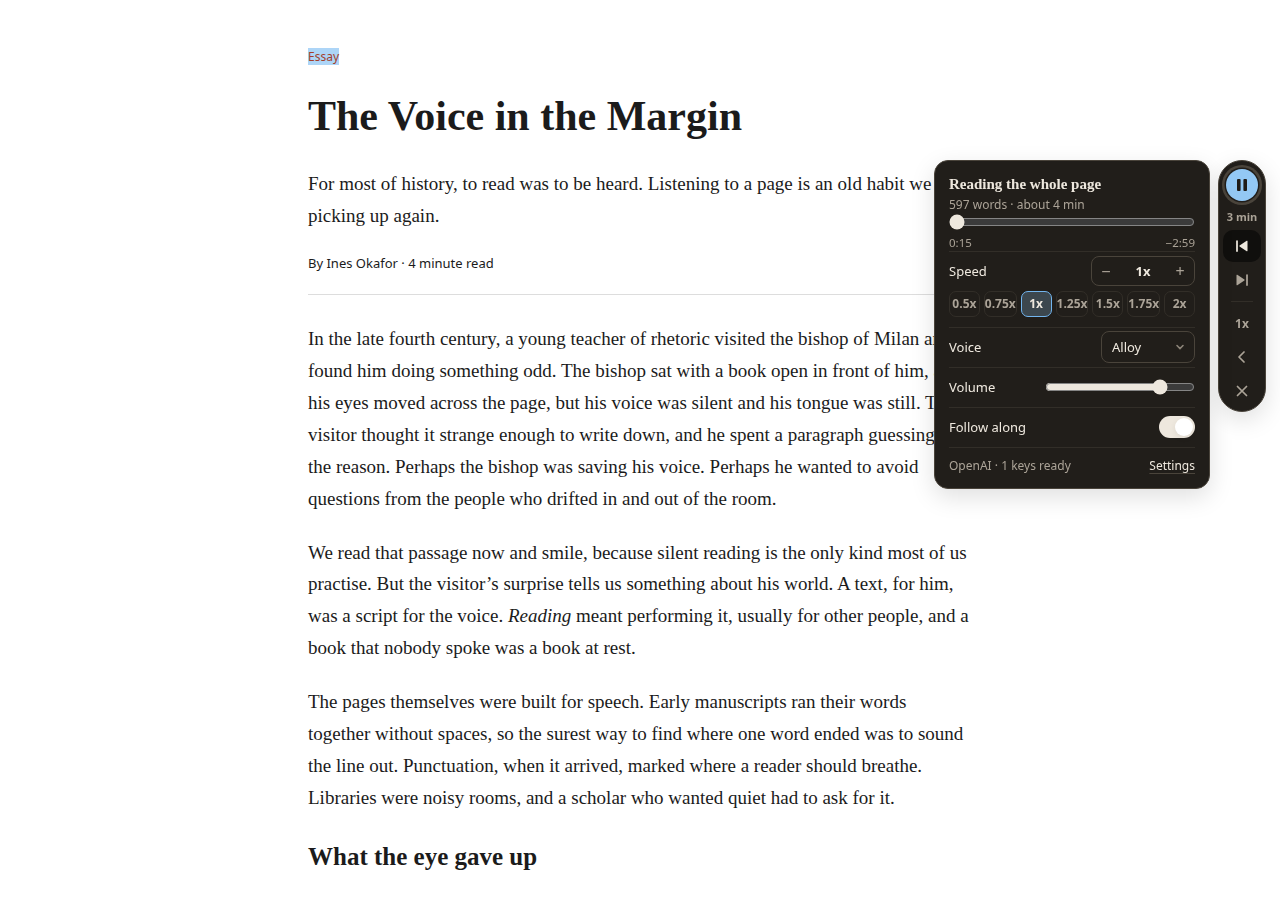 Essay
The Voice in the Margin
For most of history, to read was to be heard. Listening to a page is an old habit we
picking up again.
By Ines Okafor · 4 minute read
In the late fourth century, a young teacher of rhetoric visited the bishop of Milan
found him doing something odd. The bishop sat with a book open in front of him,
his eyes moved across the page, but his voice was silent and his tongue was still.
visitor thought it strange enough to write down, and he spent a paragraph guessing
the reason. Perhaps the bishop was saving his voice. Perhaps he wanted to avoid
questions from the people who drifted in and out of the room.
We read that passage now and smile, because silent reading is the only kind most of us
practise. But the visitor’s surprise tells us something about his world. A text, for him,
was a script for the voice. Reading meant performing it, usually for other people, and a
book that nobody spoke was a book at rest.
The pages themselves were built for speech. Early manuscripts ran their words
together without spaces, so the surest way to find where one word ended was to sound
the line out. Punctuation, when it arrived, marked where a reader should breathe.
Libraries were noisy rooms, and a scholar who wanted quiet had to ask for it.
What the eye gave up
Reading the whole page
597 words · about 4 min
0:15 −2:59
Speed − 1x +
0.5x 0.75x 1x 1.25x 1.5x 1.75x 2x
Voice Alloy
Volume
Follow along
OpenAI · 1 keys ready Settings
3 min
1x